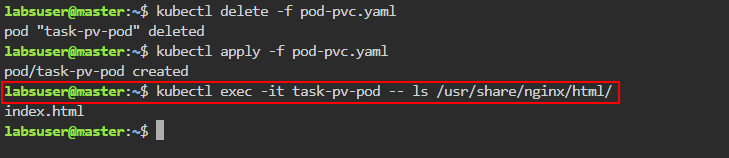 labsuser@master:~$ kubectl delete -f pod-pvc.yaml
pod "task-pv-pod" deleted
labsuser@master:~$ kubectl apply -f pod-pvc.yaml
pod/task-pv-pod created
labsuser@master:~$ kubectl exec -it task-pv-pod -- ls /usr/share/nginx/html/
index.html
labsuser@master:~$